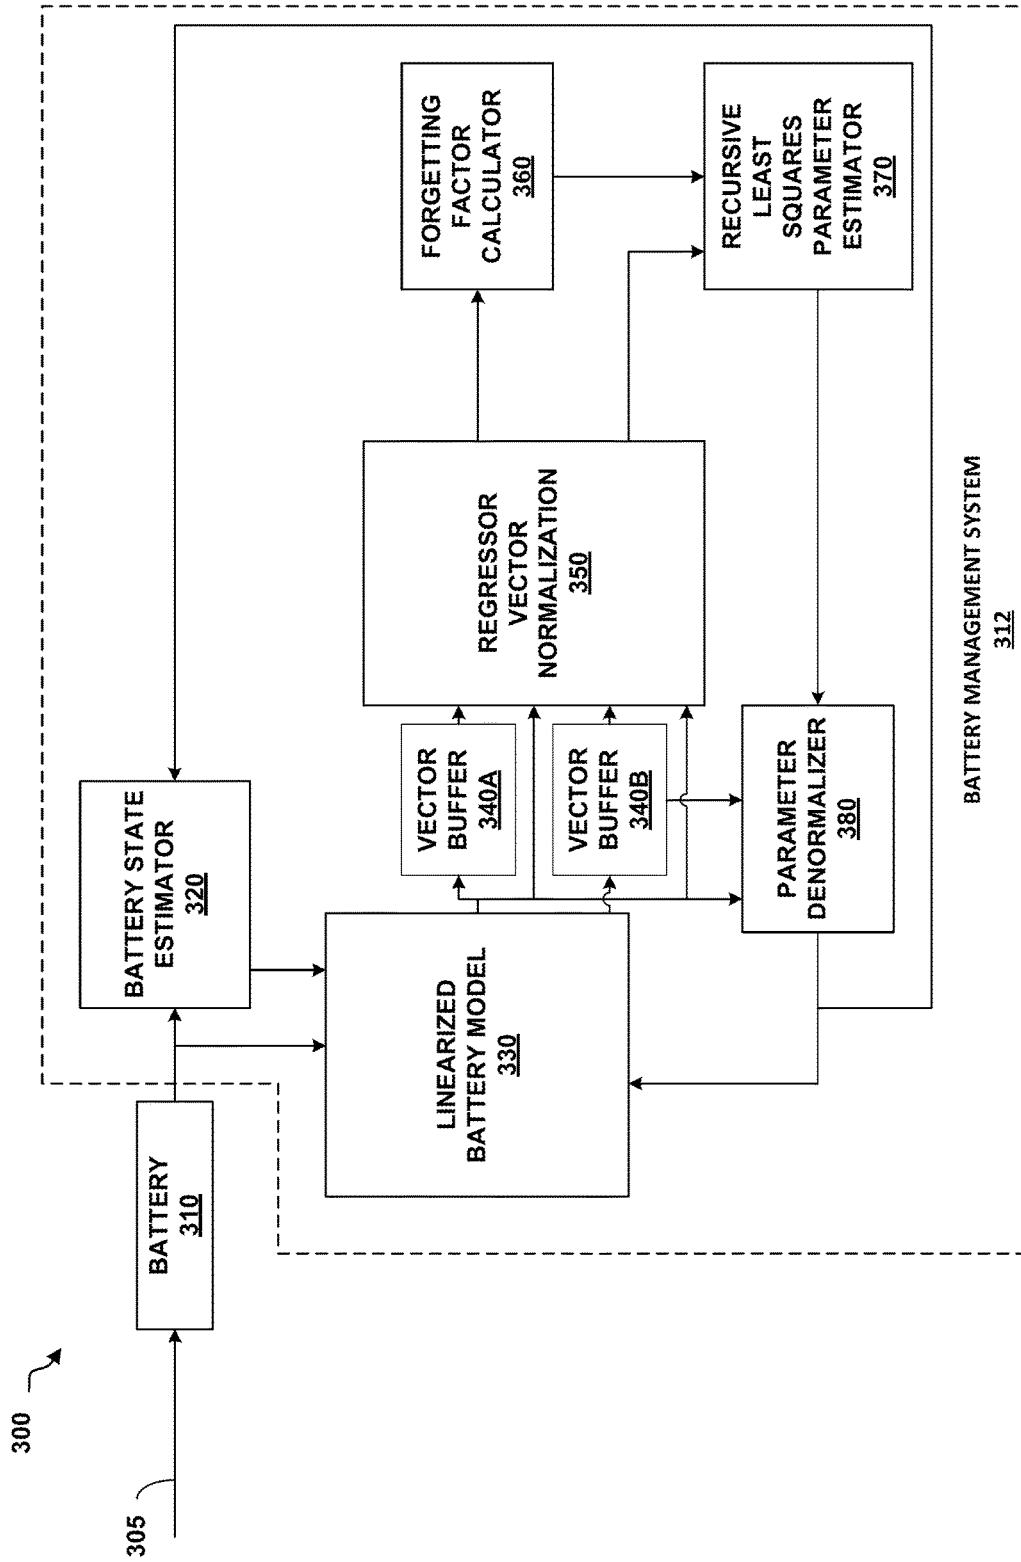 300
305
BATTERY
310
BATTERY STATE
ESTIMATOR
320
LINEARIZED
BATTERY MODEL
330
VECTOR
BUFFER
340A
VECTOR
BUFFER
340B
REGRESSOR
VECTOR
NORMALIZATION
350
FORGETTING
FACTOR
CALCULATOR
360
RECURSIVE
LEAST
SQUARES
PARAMETER
ESTIMATOR
370
PARAMETER
DENORMALIZER
380
BATTERY MANAGEMENT SYSTEM
312